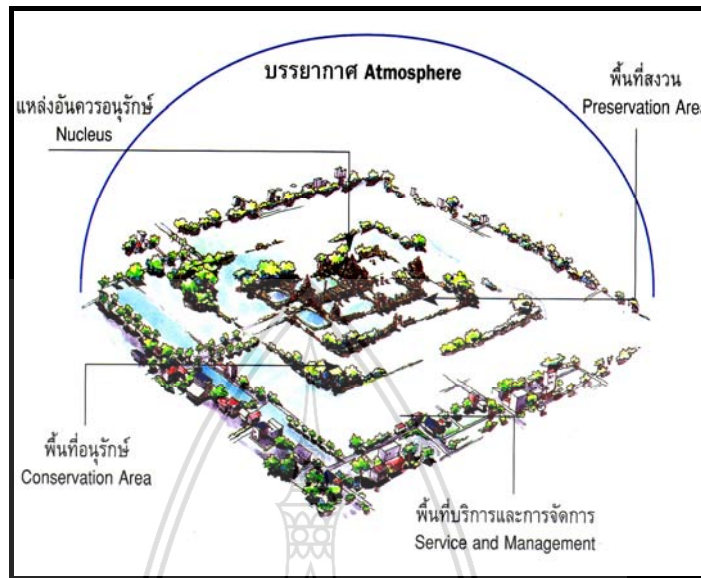 บรรยากาศ Atmosphere
แหล่งอันควรอนุรักษ์
Nucleus
พื้นที่สงวน
Preservation Area
พื้นที่อนุรักษ์
Conservation Area
พื้นที่บริการและการจัดการ
Service and Management